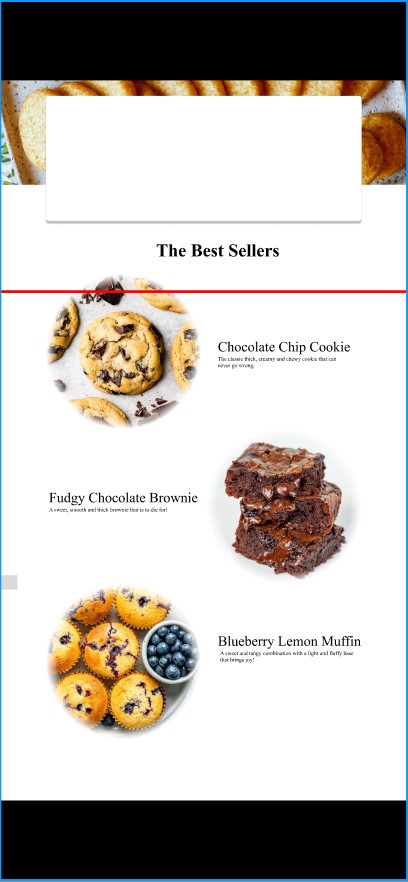 The Best Sellers
Chocolate Chip Cookie
The classic thick, creamy and chewy cookie that can
never go wrong.
Fudgy Chocolate Brownie
A sweet, smooth and thick brownie that is to die for!
Blueberry Lemon Muffin
A sweet and tangy combination with a light and fluffy base
that brings joy!